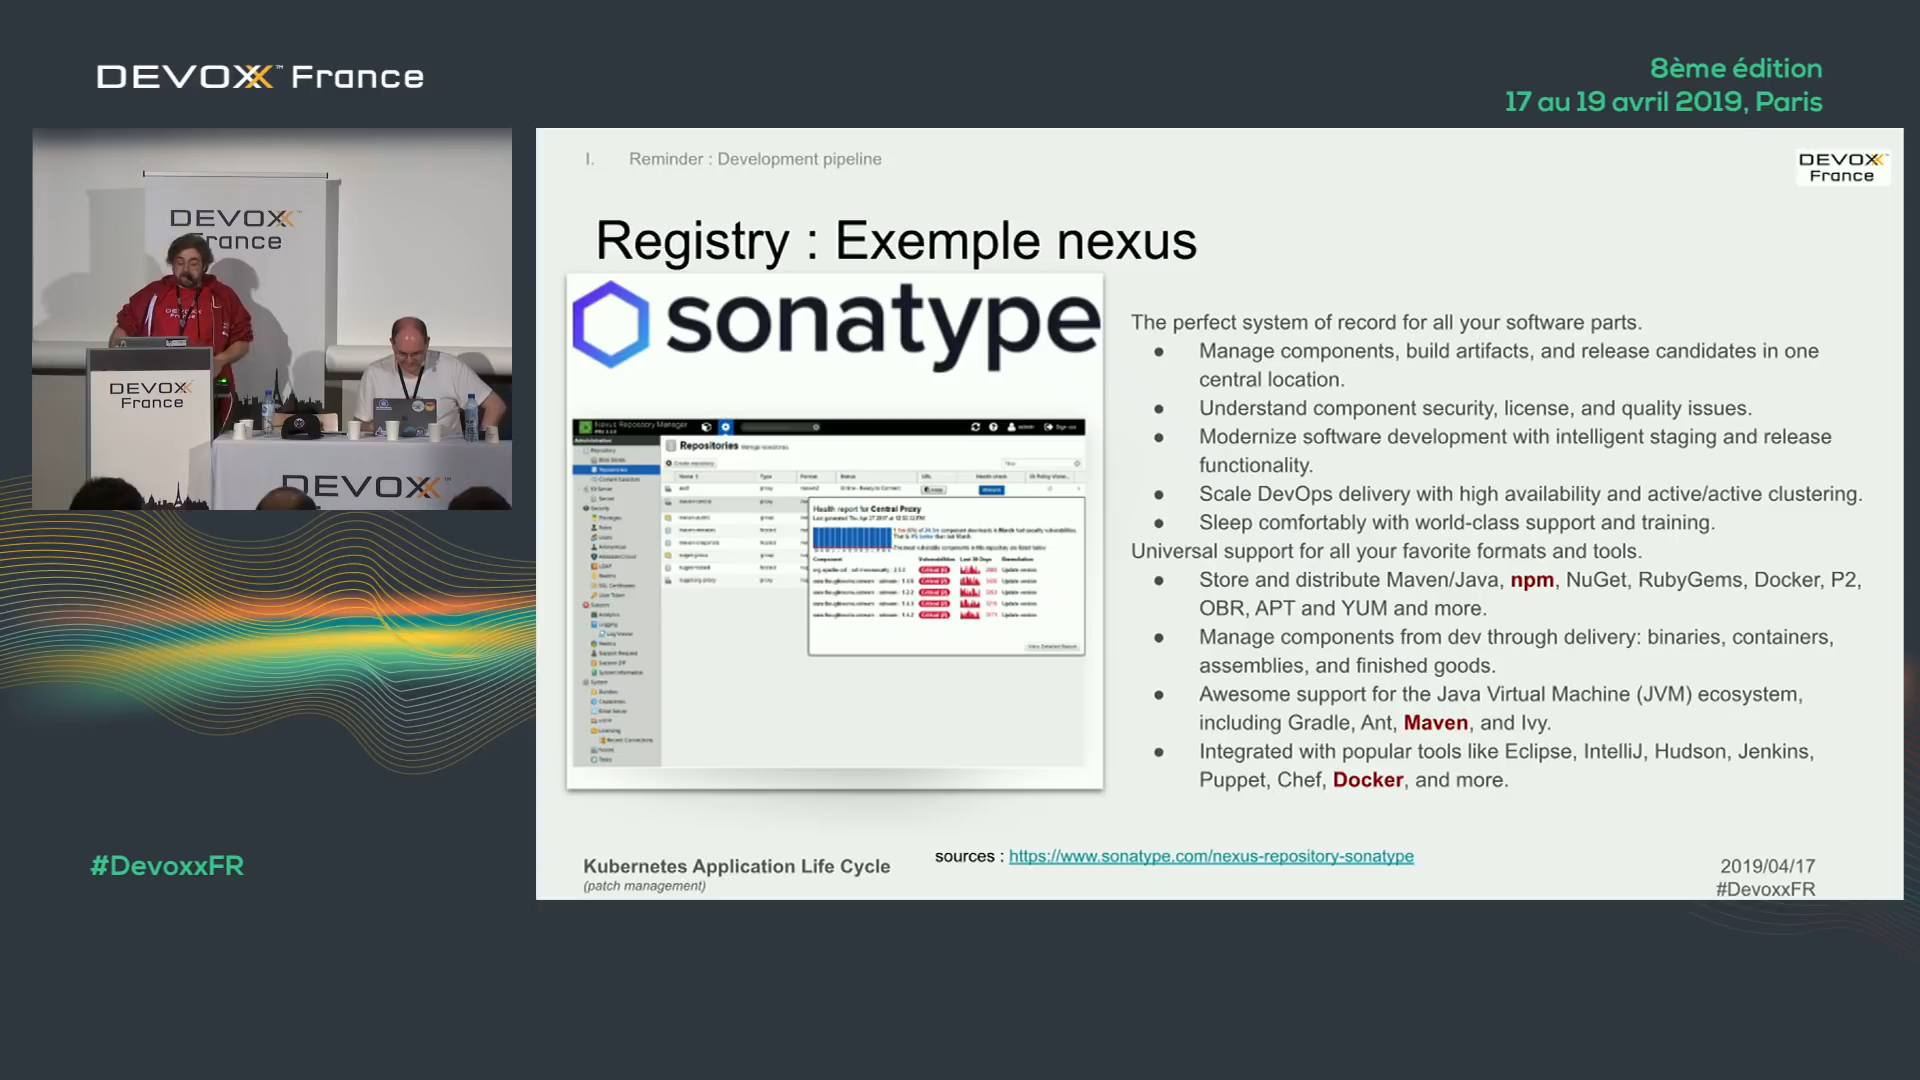 DEVOXX™ France
8ème édition
17 au 19 avril 2019, Paris
DEVOXX
France
DEVOXX
France
DEVOXX
I. Reminder : Development pipeline
DEVOXX
France
Registry : Exemple nexus
sonatype
Nexus Repository Manager
Repositories
Health report for Central Proxy
The perfect system of record for all your software parts.
● Manage components, build artifacts, and release candidates in one
central location.
● Understand component security, license, and quality issues.
● Modernize software development with intelligent staging and release
functionality.
● Scale DevOps delivery with high availability and active/active clustering.
● Sleep comfortably with world-class support and training.
Universal support for all your favorite formats and tools.
● Store and distribute Maven/Java, npm, NuGet, RubyGems, Docker, P2,
OBR, APT and YUM and more.
● Manage components from dev through delivery: binaries, containers,
assemblies, and finished goods.
● Awesome support for the Java Virtual Machine (JVM) ecosystem,
including Gradle, Ant, Maven, and Ivy.
● Integrated with popular tools like Eclipse, IntelliJ, Hudson, Jenkins,
Puppet, Chef, Docker, and more.
sources : https://www.sonatype.com/nexus-repository-sonatype
Kubernetes Application Life Cycle
(patch management)
2019/04/17
#DevoxxFR
#DevoxxFR